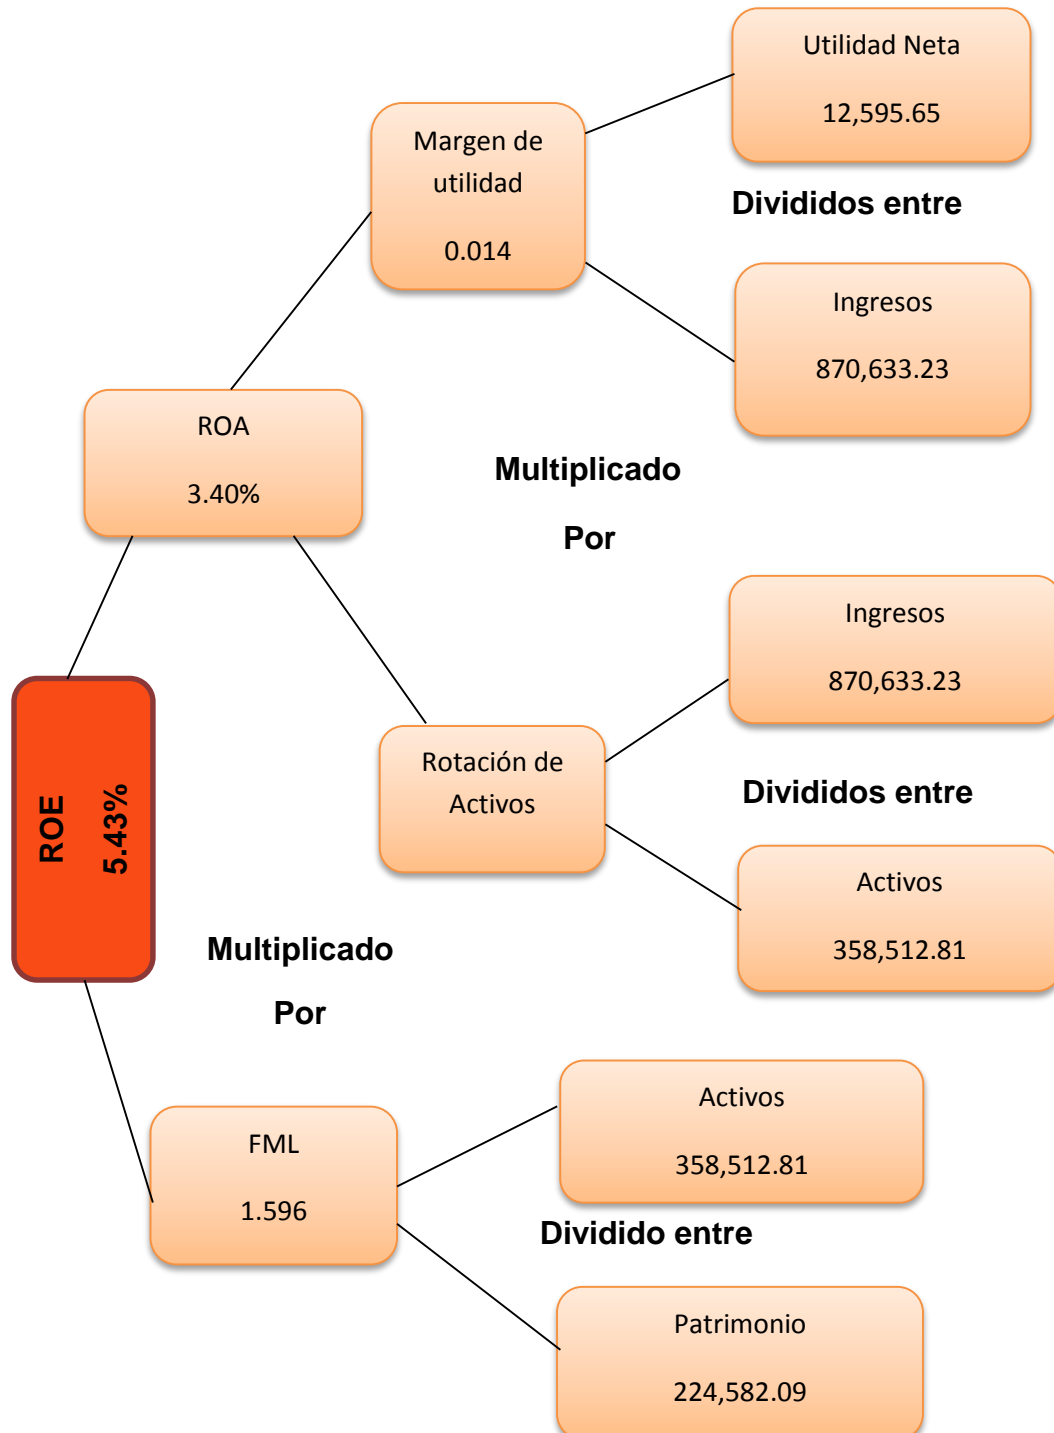 Utilidad Neta
12,595.65
Margen de
utilidad
0.014
Divididos entre
Ingresos
870,633.23
ROA
3.40%
Multiplicado
Por
Ingresos
870,633.23
Rotación de
Activos
Divididos entre
Activos
358,512.81
ROE
5.43%
Multiplicado
Por
FML
1.596
Activos
358,512.81
Dividido entre
Patrimonio
224,582.09